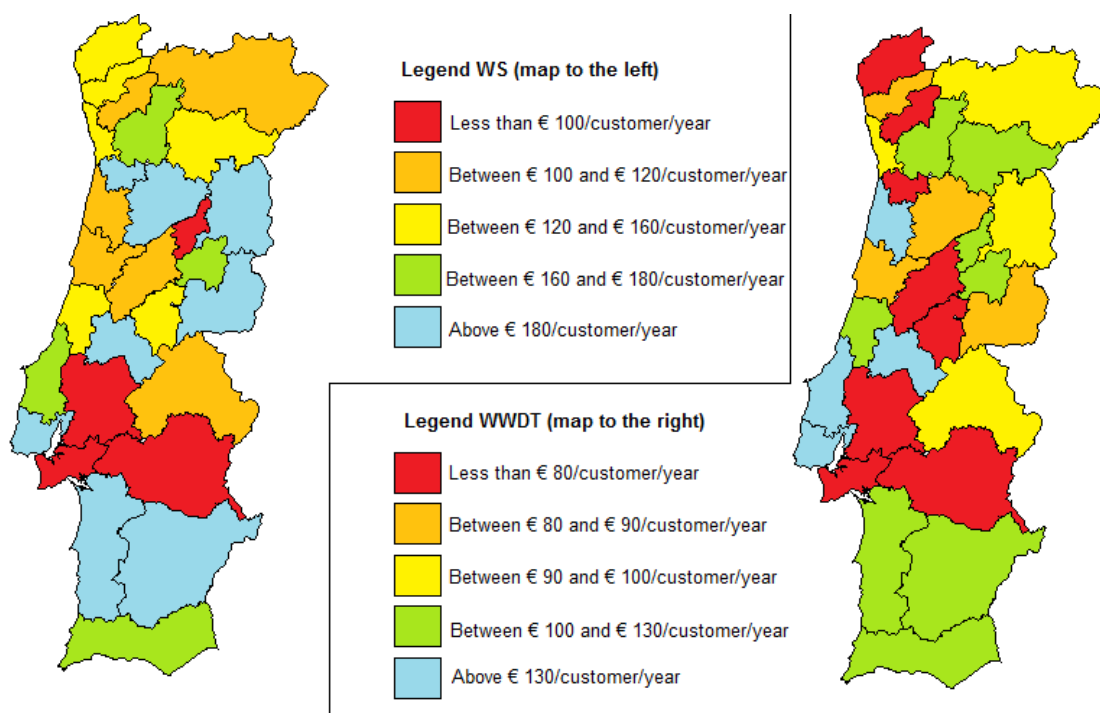 Legend WS (map to the left)
Less than € 100/customer/year
Between € 100 and € 120/customer/year
Between € 120 and € 160/customer/year
Between € 160 and € 180/customer/year
Above € 180/customer/year
Legend WWDT (map to the right)
Less than € 80/customer/year
Between € 80 and € 90/customer/year
Between € 90 and € 100/customer/year
Between € 100 and € 130/customer/year
Above € 130/customer/year